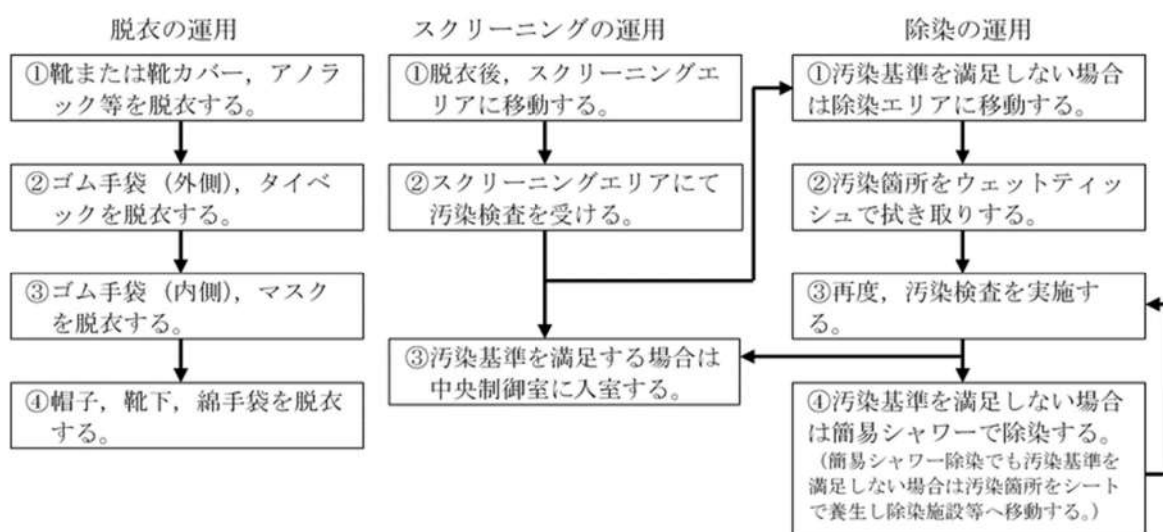 脱衣の運用
①靴または靴カバー，アノラ
ック等を脱衣する。
②ゴム手袋（外側），タイベ
ックを脱衣する。
③ゴム手袋（内側），マスク
を脱衣する。
④帽子，靴下，綿手袋を脱衣
する。
スクリーニングの運用
①脱衣後，スクリーニングエ
リアに移動する。
②スクリーニングエリアにて
汚染検査を受ける。
③汚染基準を満足する場合は
中央制御室に入室する。
除染の運用
①汚染基準を満足しない場合
は除染エリアに移動する。
②汚染箇所をウェットティッ
シュで拭き取りする。
③再度，汚染検査を実施す
る。
④汚染基準を満足しない場合
は簡易シャワーで除染する。
（簡易シャワー除染でも汚染基準を
満足しない場合は汚染箇所をシート
で養生し除染施設等へ移動する。）